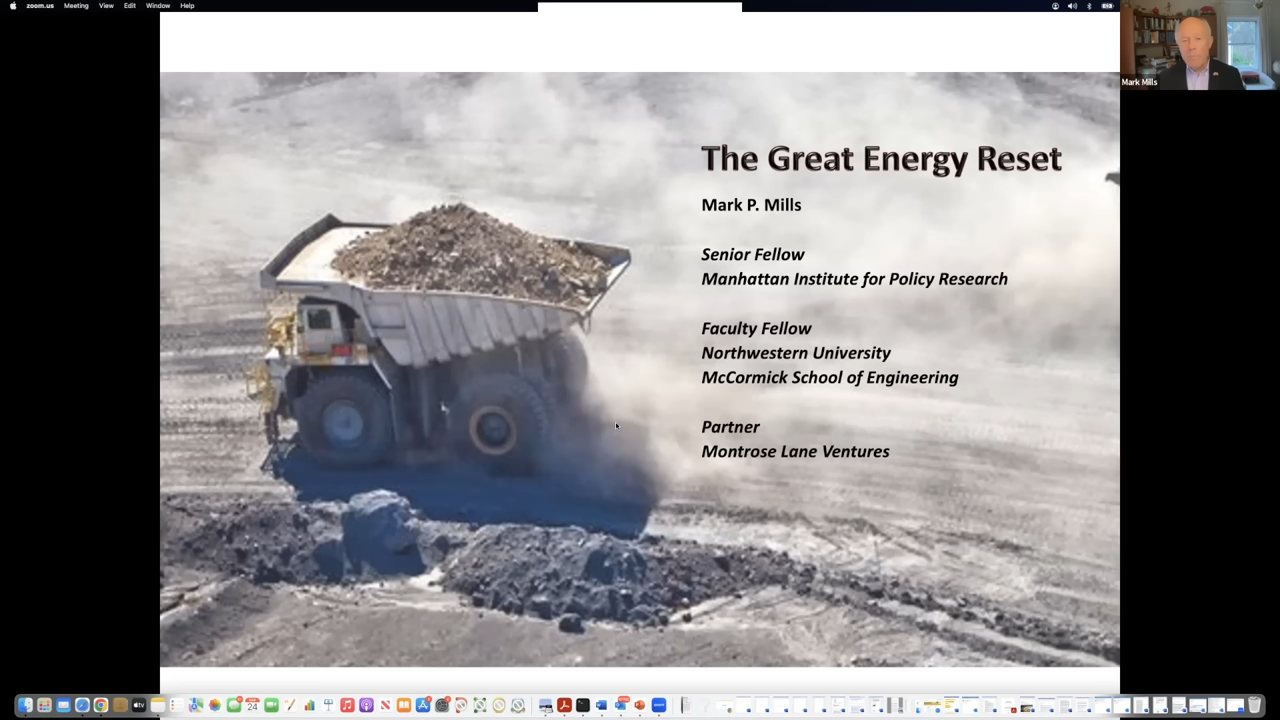 zoom.us Meeting View Edit Window Help
Mark Mills
The Great Energy Reset
Mark P. Mills
Senior Fellow
Manhattan Institute for Policy Research
Faculty Fellow
Northwestern University
McCormick School of Engineering
Partner
Montrose Lane Ventures
24